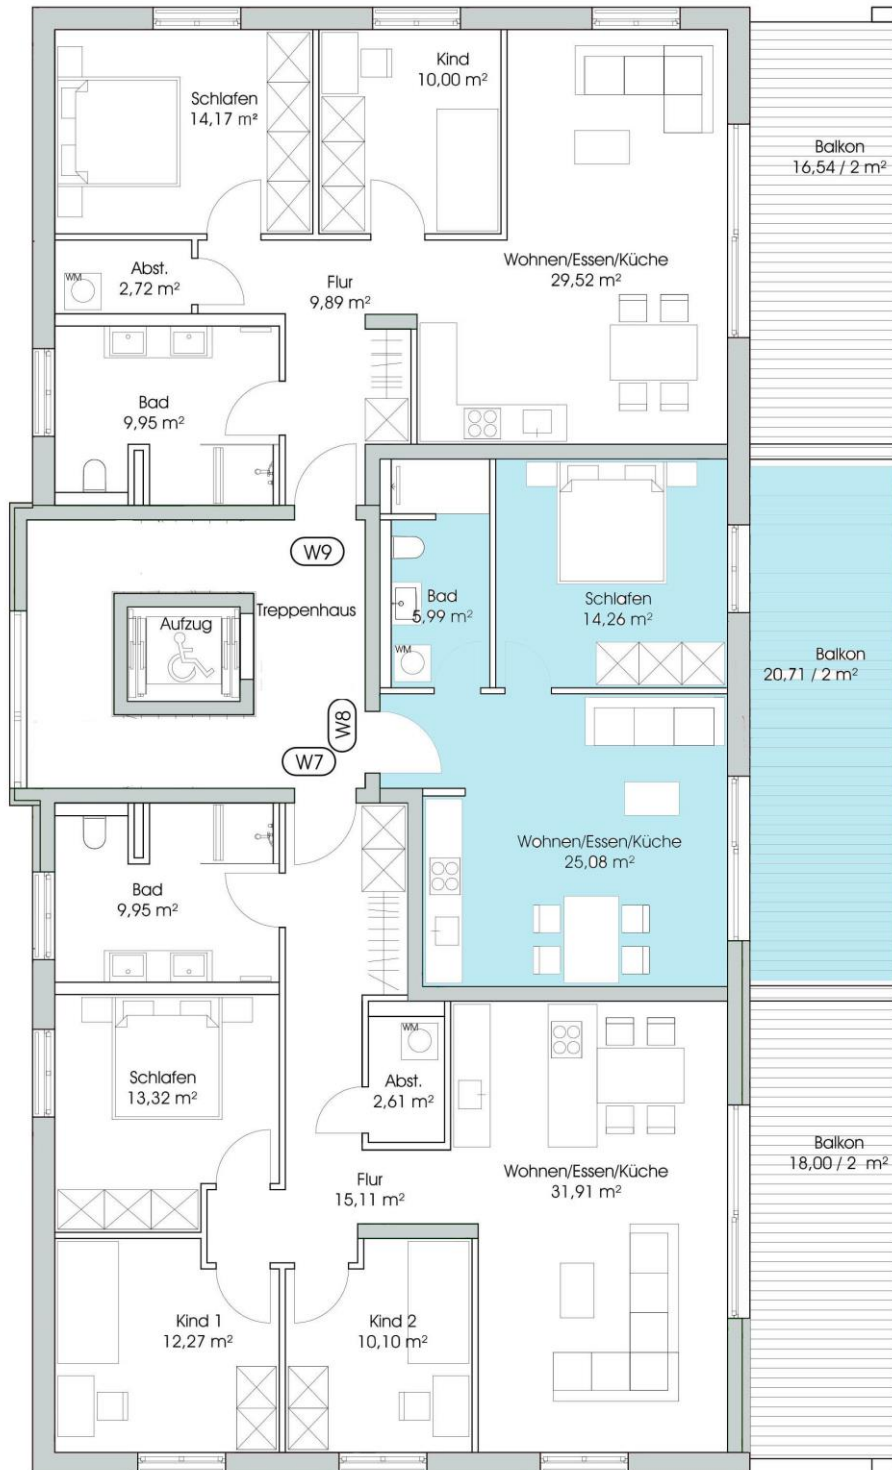 Schlafen
14,17 m²
Kind
10,00 m²
Balkon
16,54 / 2 m²
Abst.
2,72 m²
WM
Flur
9,89 m²
Wohnen/Essen/Küche
29,52 m²
Bad
9,95 m²
W9
Treppenhaus
Aufzug
Bad
5,99 m²
WM
Schlafen
14,26 m²
Balkon
20,71 / 2 m²
W8
W7
Wohnen/Essen/Küche
25,08 m²
Bad
9,95 m²
Schlafen
13,32 m²
WM
Abst.
2,61 m²
Flur
15,11 m²
Wohnen/Essen/Küche
31,91 m²
Balkon
18,00 / 2 m²
Kind 1
12,27 m²
Kind 2
10,10 m²